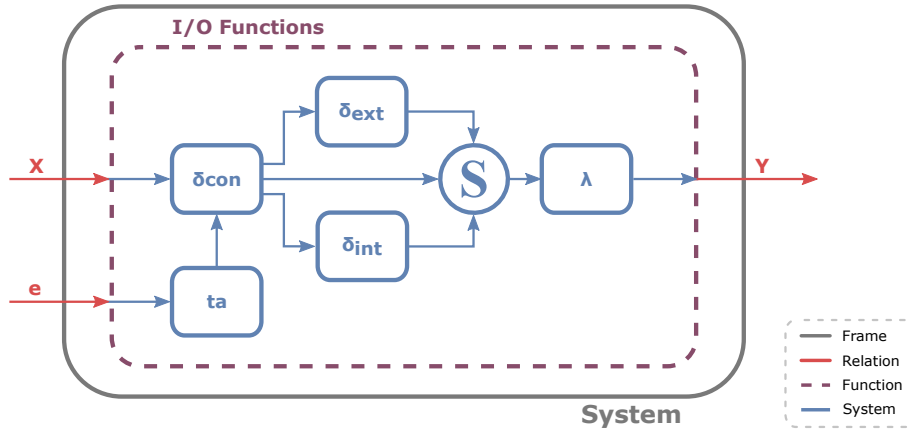 I/O Functions
δext
X
δcon
S
λ
Y
δint
e
ta
Frame
Relation
Function
System
System